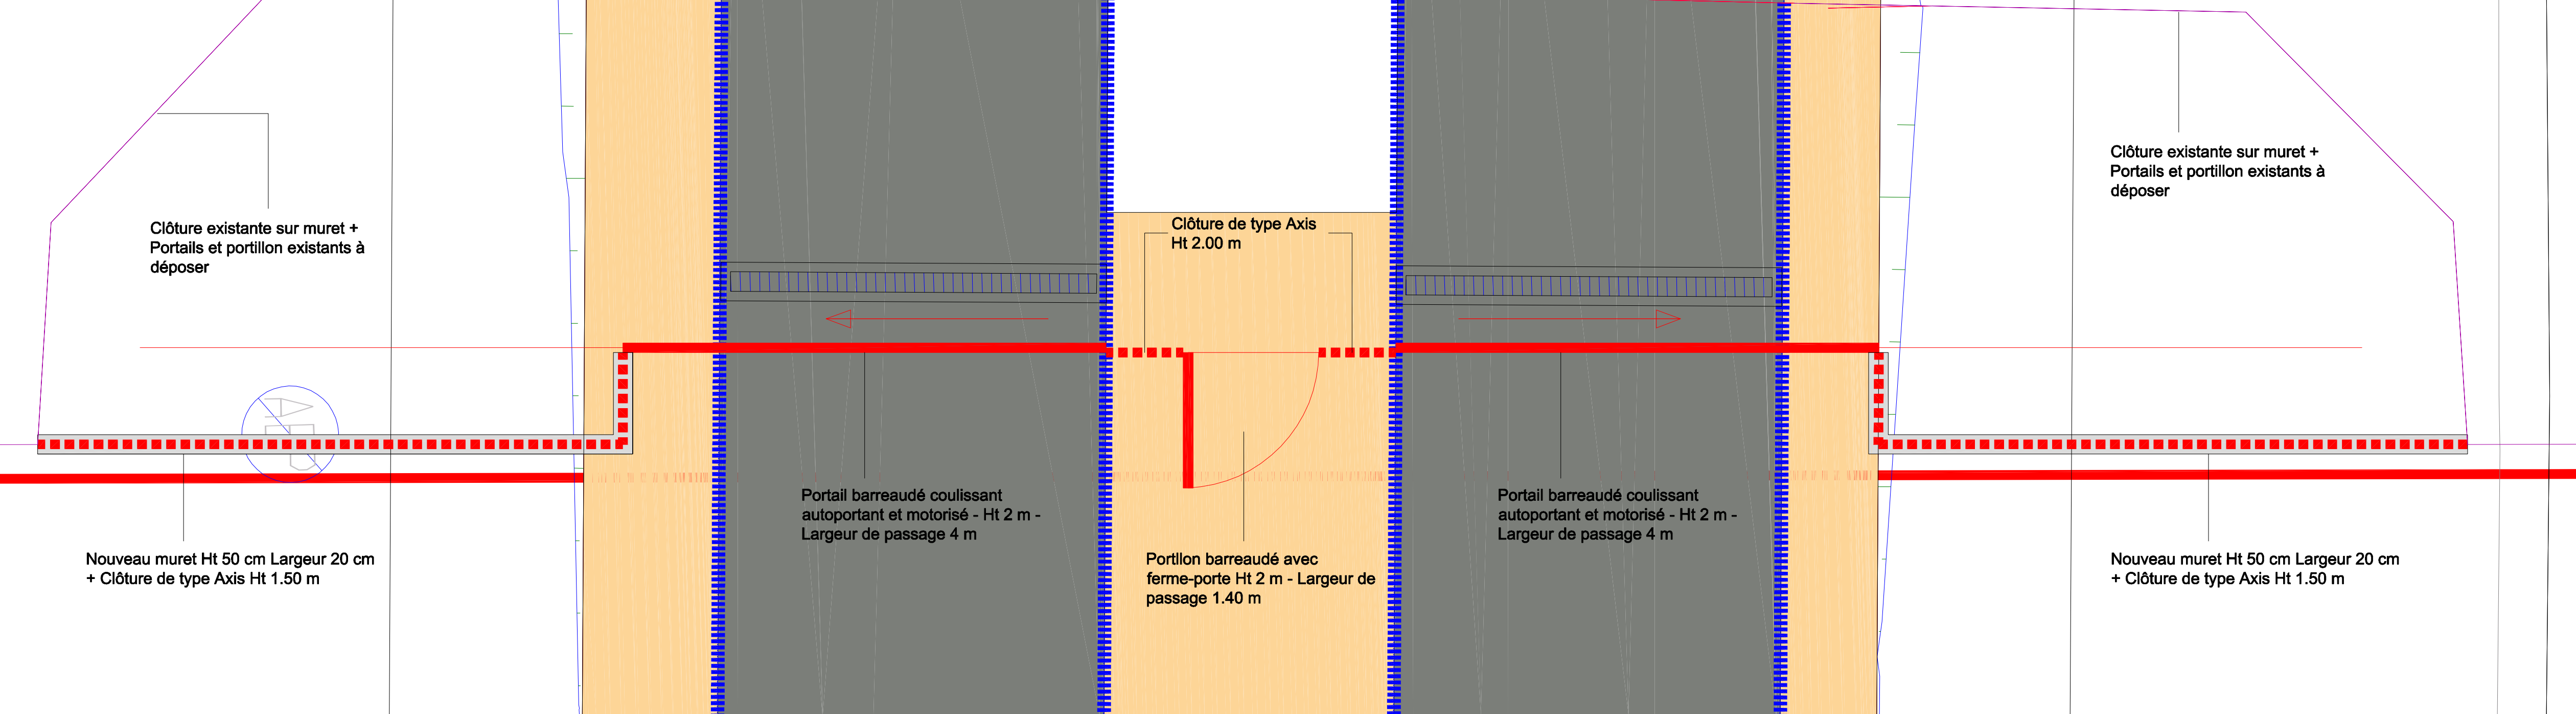 Clôture existante sur muret +
Portails et portillon existants à
déposer
Clôture de type Axis
Ht 2.00 m
Clôture existante sur muret +
Portails et portillon existants à
déposer
Portail barreaudé coulissant
autoportant et motorisé - Ht 2 m -
Largeur de passage 4 m
Portail barreaudé coulissant
autoportant et motorisé - Ht 2 m -
Largeur de passage 4 m
Nouveau muret Ht 50 cm Largeur 20 cm
+ Clôture de type Axis Ht 1.50 m
Portllon barreaudé avec
ferme-porte Ht 2 m - Largeur de
passage 1.40 m
Nouveau muret Ht 50 cm Largeur 20 cm
+ Clôture de type Axis Ht 1.50 m